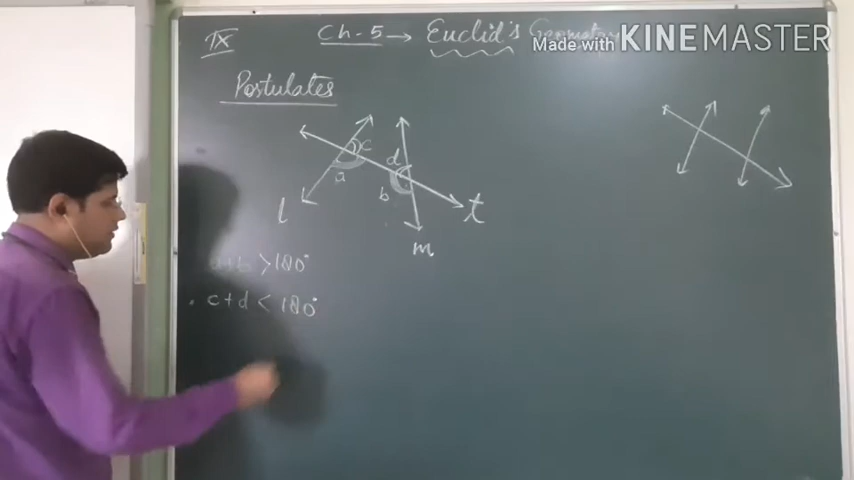 IX
Ch-5 → Euclid's Geometry
Made with KINEMASTER
Postulates
c
d
a
b
l
t
m
a+b > 180°
. c+d < 180°